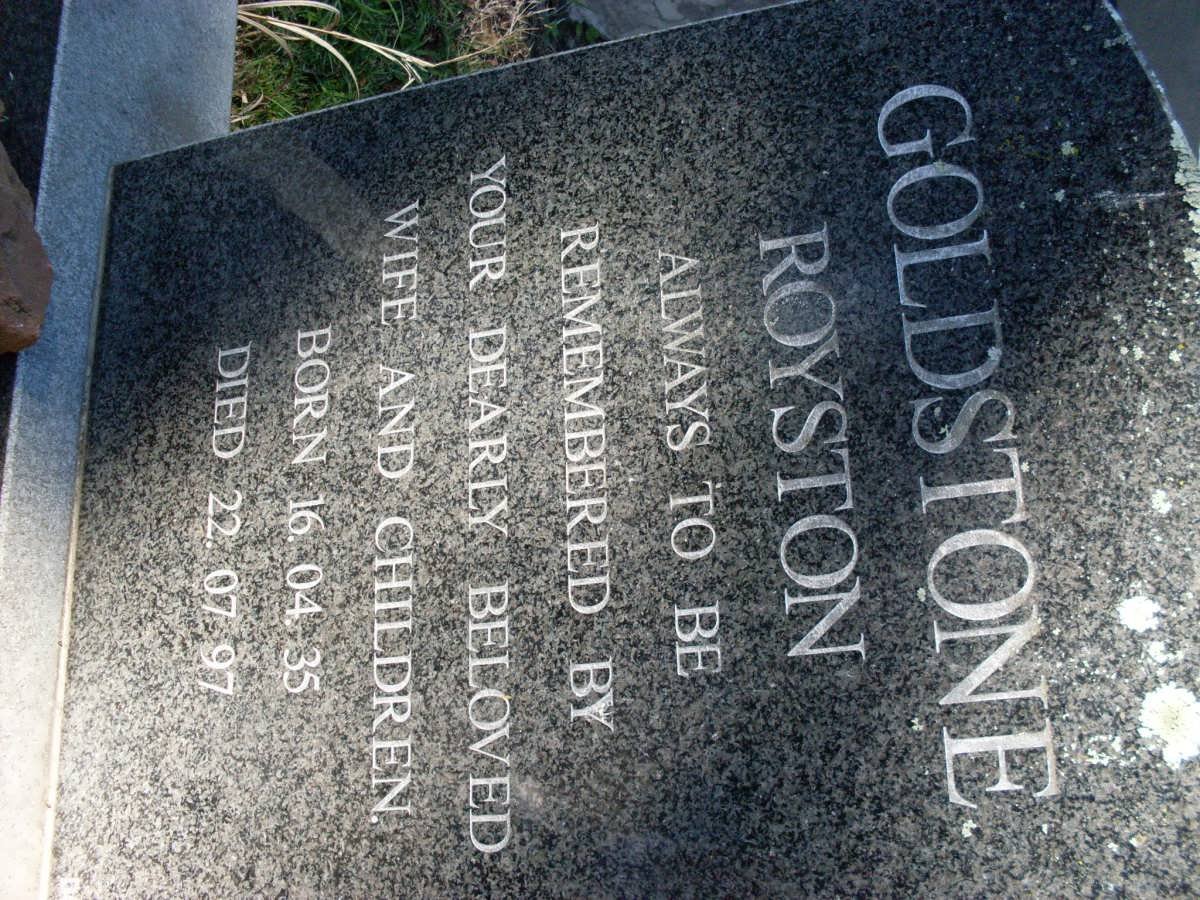 GOLDSTONE
ROYSTON
ALWAYS TO BE
REMEMBERED BY
YOUR DEARLY BELOVED
WIFE AND CHILDREN.
BORN 16. 04. 35
DIED 22. 07 97